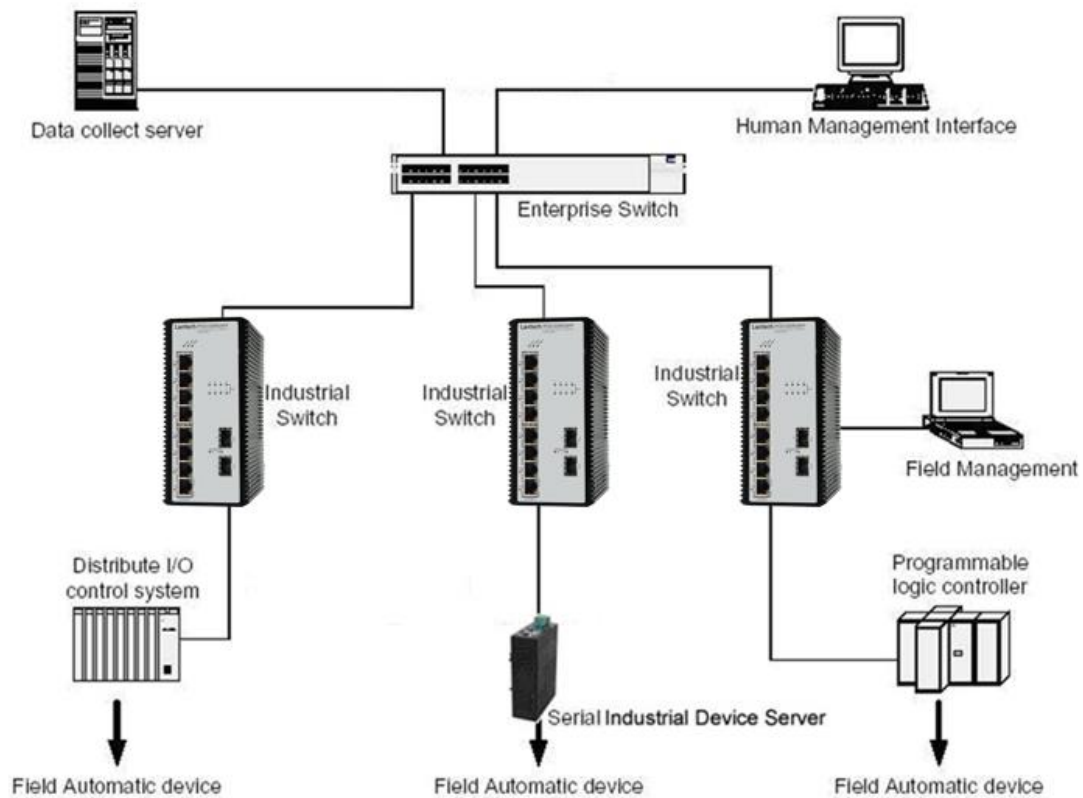 Data collect server
Human Management Interface
Enterprise Switch
Industrial
Switch
Industrial
Switch
Industrial
Switch
Field Management
Distribute I/O
control system
Programmable
logic controller
Serial Industrial Device Server
Field Automatic device
Field Automatic device
Field Automatic device